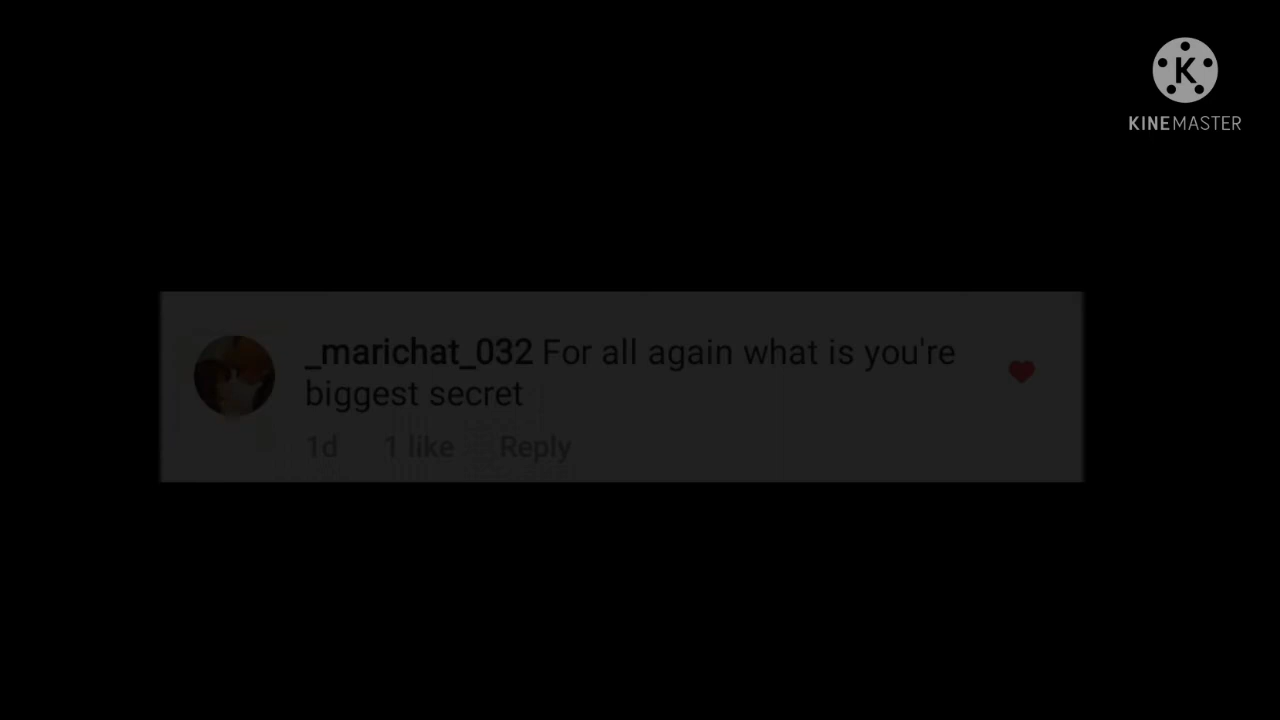 KINEMASTER
_marichat_032 For all again what is you're
biggest secret
1d 1 like Reply